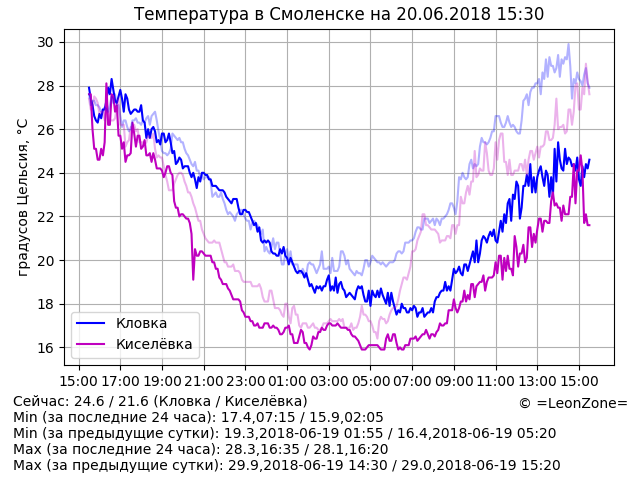 Температура в Смоленске на 20.06.2018 15:30
градусов Цельсия, °C
30
28
26
24
22
20
18
16
Кловка
Киселёвка
15:00 17:00 19:00 21:00 23:00 01:00 03:00 05:00 07:00 09:00 11:00 13:00 15:00
Сейчас: 24.6 / 21.6 (Кловка / Киселёвка)
© =LeonZone=
Min (за последние 24 часа): 17.4,07:15 / 15.9,02:05
Min (за предыдущие сутки): 19.3,2018-06-19 01:55 / 16.4,2018-06-19 05:20
Max (за последние 24 часа): 28.3,16:35 / 28.1,16:20
Max (за предыдущие сутки): 29.9,2018-06-19 14:30 / 29.0,2018-06-19 15:20